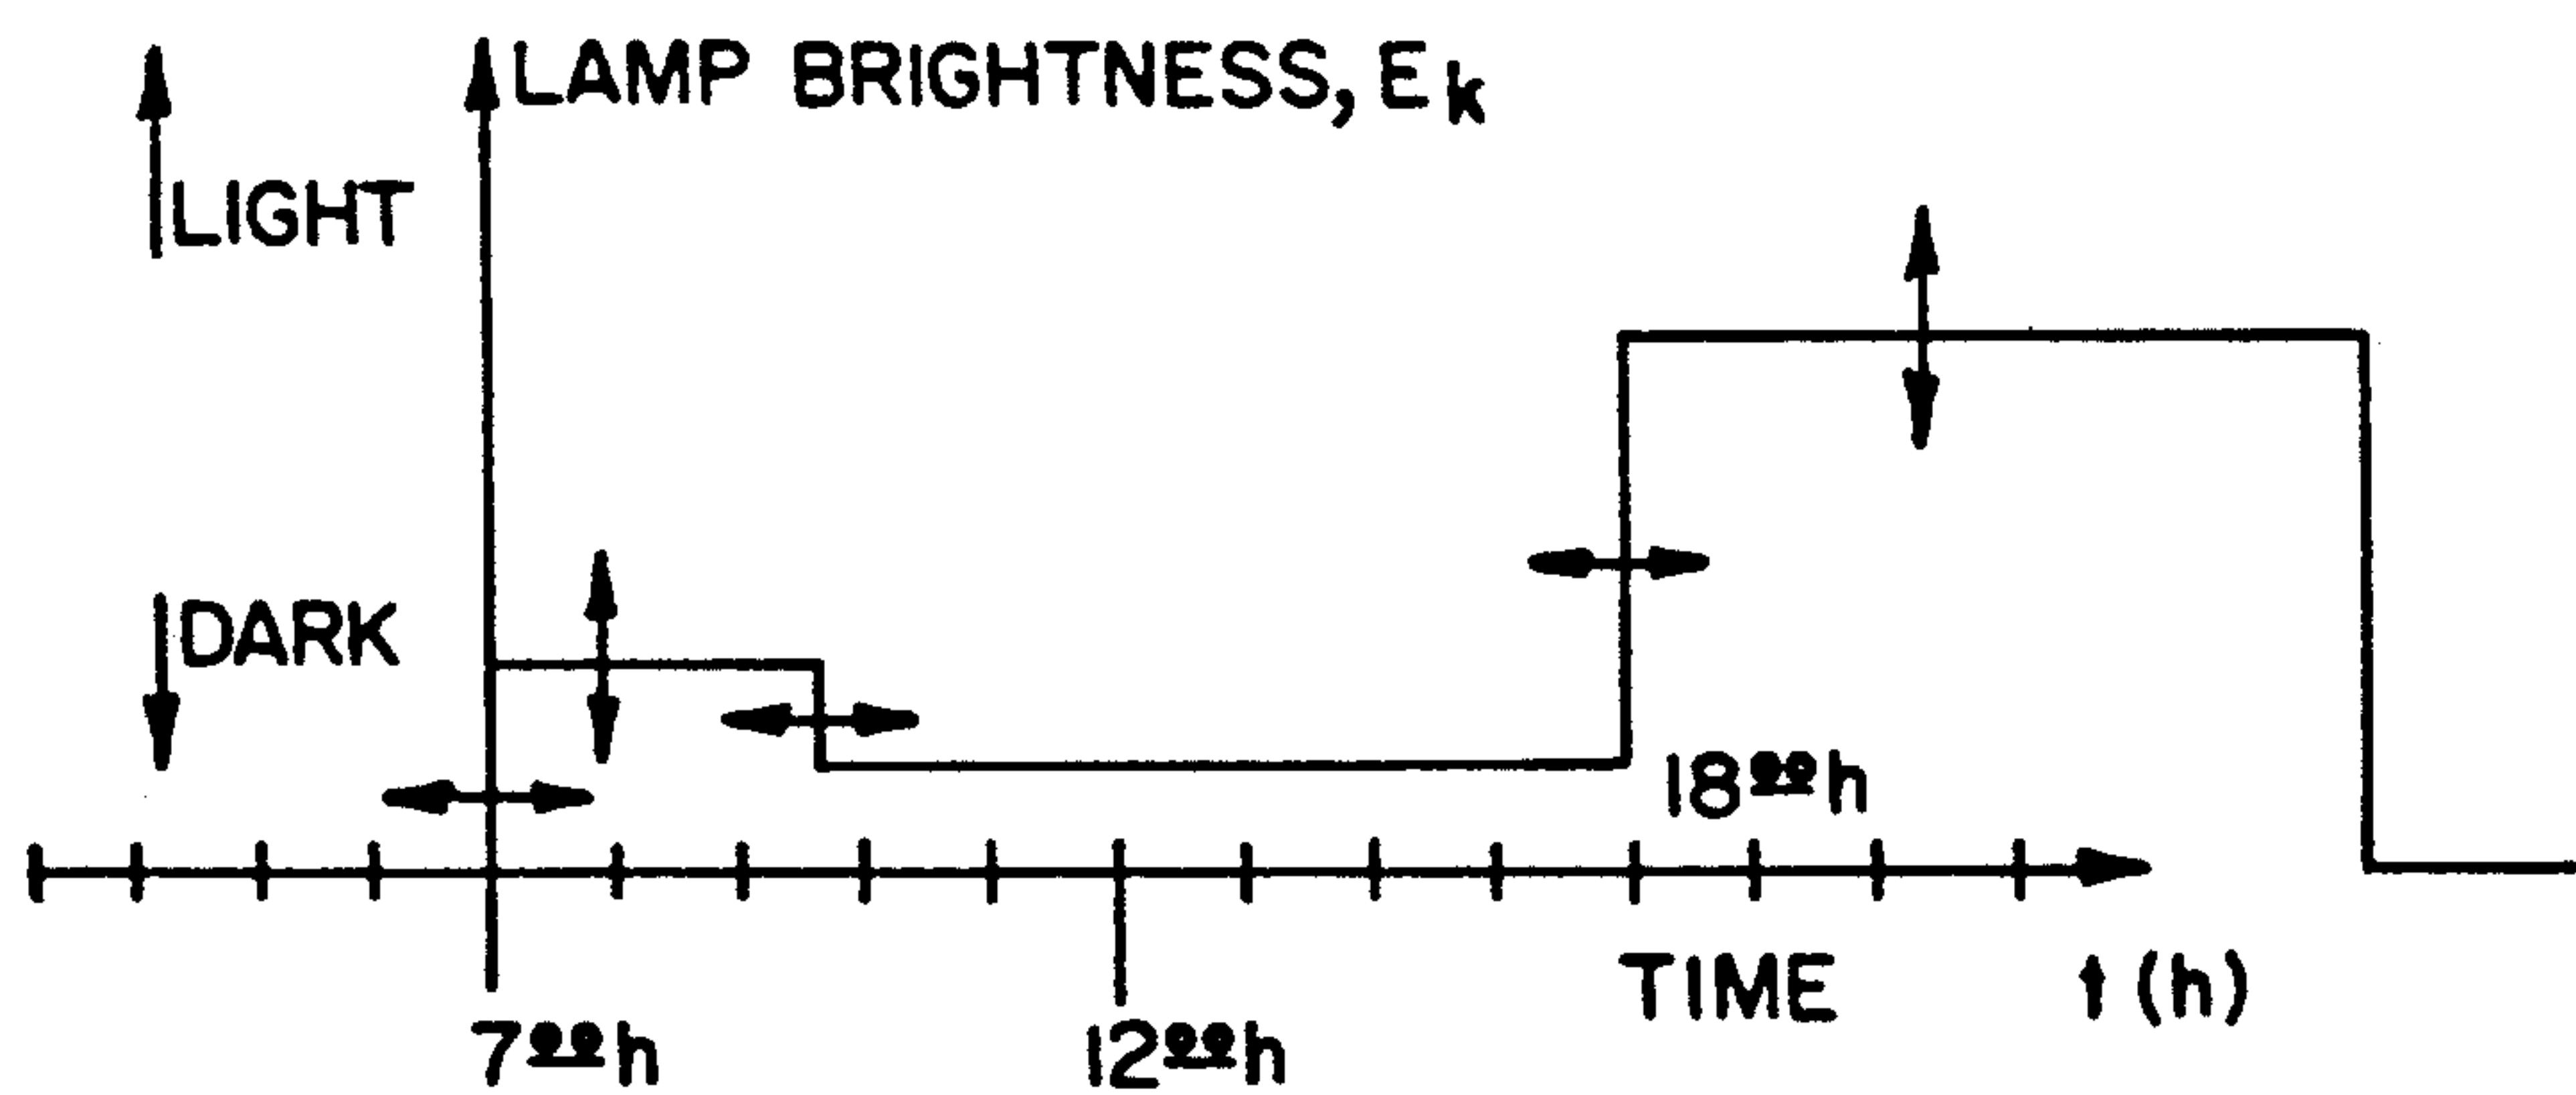 LAMP BRIGHTNESS, Ek
LIGHT
DARK
18⁰⁰h
TIME t (h)
7⁰⁰h
12⁰⁰h